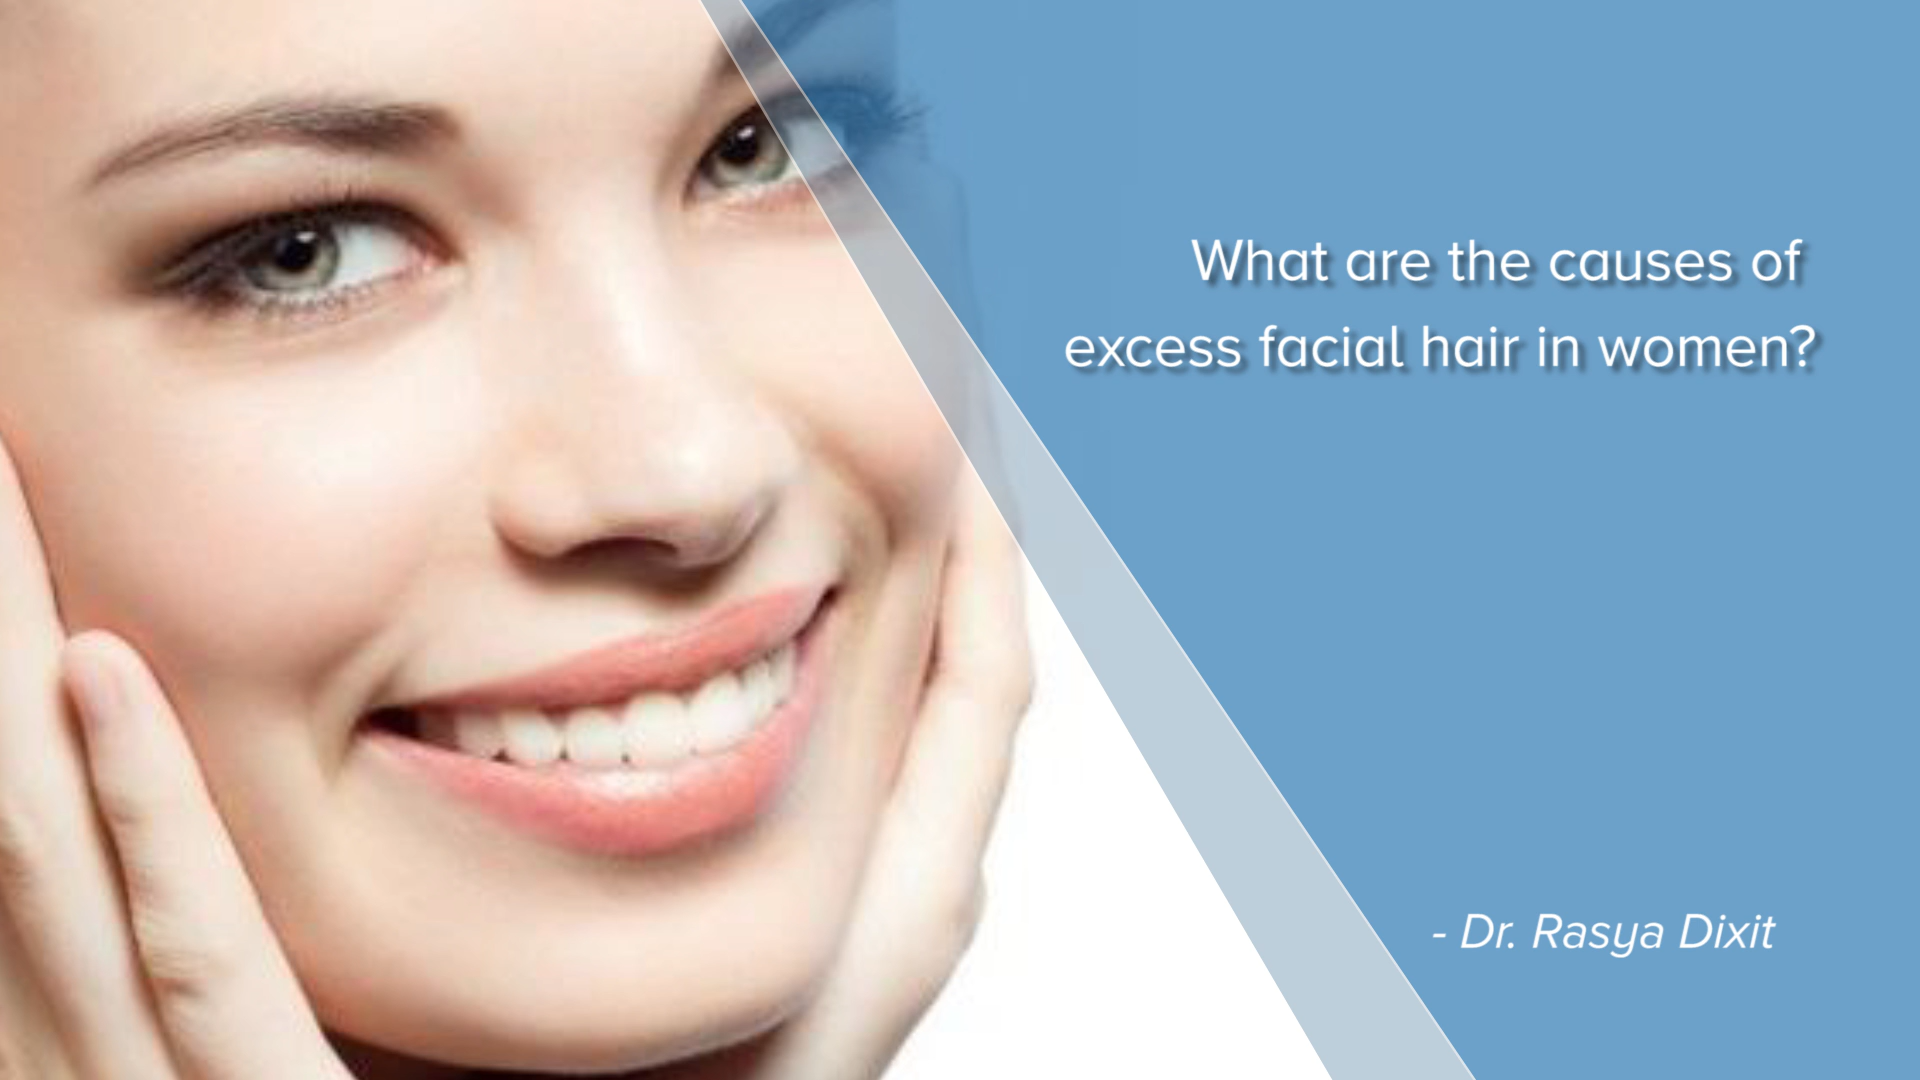 What are the causes of
excess facial hair in women?
- Dr. Rasya Dixit